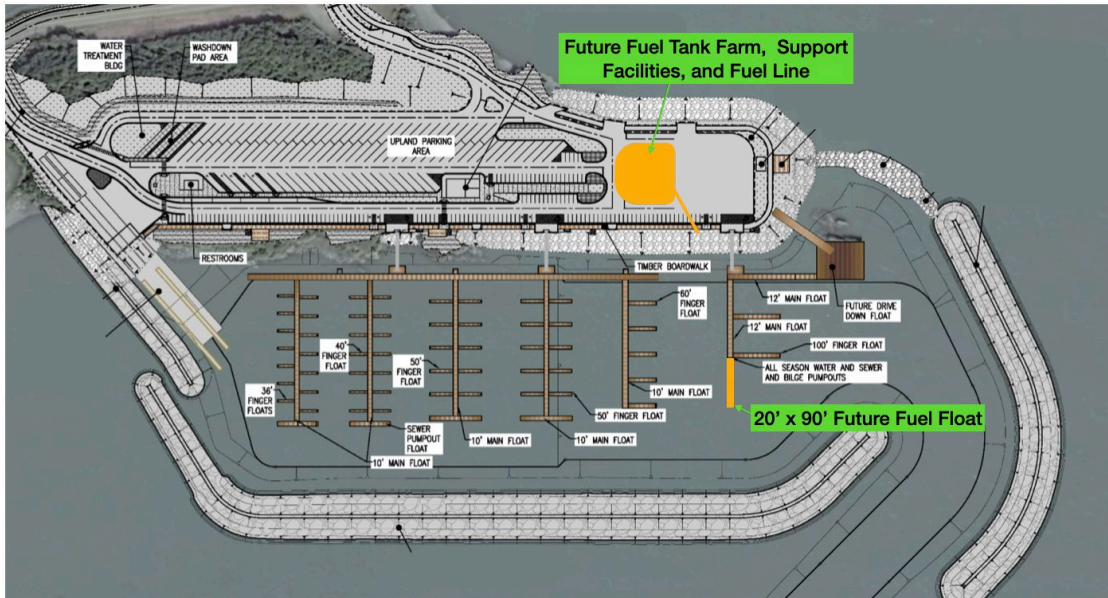 Future Fuel Tank Farm,  Support
Facilities, and Fuel Line
WATER
TREATMENT
BLDG
WASHDOWN
PAD AREA
UPLAND PARKING
AREA
RESTROOMS
TIMBER BOARDWALK
60'
FINGER
FLOAT
12' MAIN FLOAT
FUTURE DRIVE
DOWN FLOAT
12' MAIN FLOAT
40'
FINGER
FLOAT
50'
FINGER
FLOAT
100' FINGER FLOAT
ALL SEASON WATER AND SEWER
AND BILGE PUMPOUTS
36'
FINGER
FLOATS
10' MAIN FLOAT
50' FINGER FLOAT
20' x 90' Future Fuel Float
SEWER
PUMPOUT
FLOAT
10' MAIN FLOAT
10' MAIN FLOAT
10' MAIN FLOAT